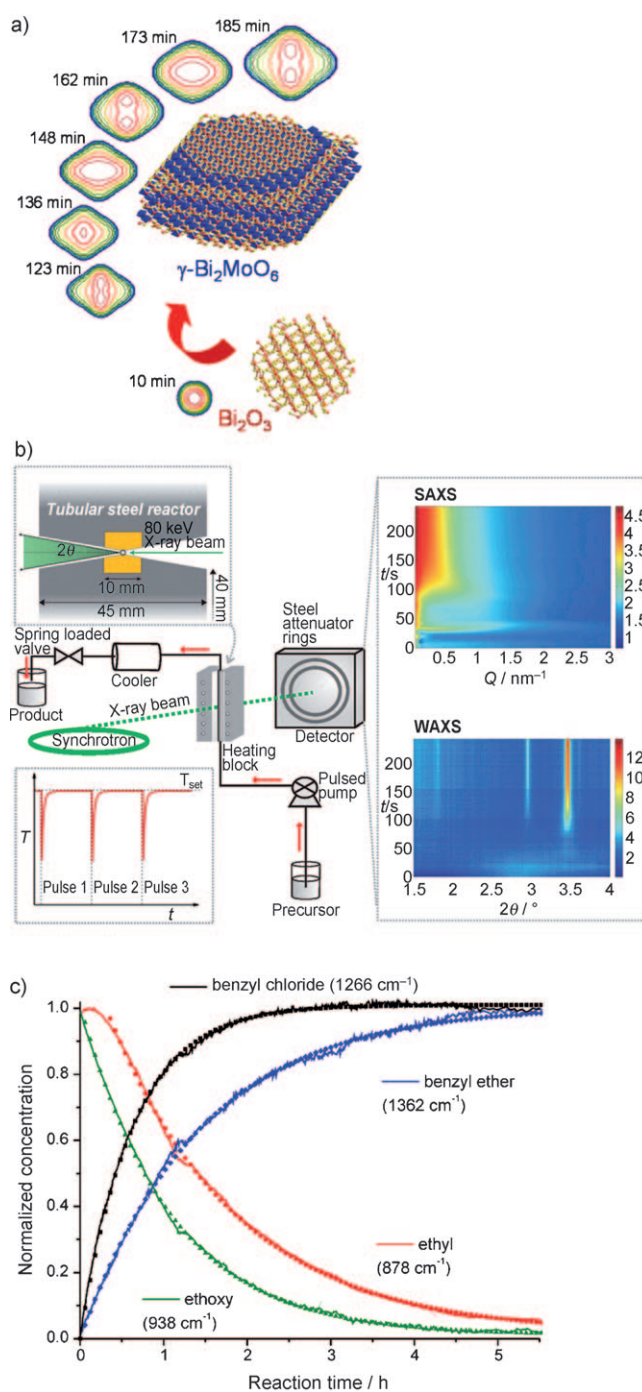 a)
185 min
173 min
162 min
148 min
136 min
123 min
γ-Bi₂MoO₆
10 min
Bi₂O₃
b)
Tubular steel reactor
80 keV
X-ray beam
2θ
10 mm
45 mm
40 mm
Spring loaded
valve
Cooler
Product
X-ray beam
Synchrotron
Steel
attenuator
rings
Detector
Heating
block
Pulsed
pump
Precursor
T
T_set
Pulse 1 Pulse 2 Pulse 3
t
SAXS
200
150
t/s
100
50
0
0.5 1 1.5 2 2.5 3
Q / nm⁻¹
4.5
4
3.5
3
2.5
2
1.5
1
WAXS
200
150
t/s
100
50
0
1.5 2 2.5 3 3.5 4
2θ / °
12
10
8
6
4
2
c)
benzyl chloride (1266 cm⁻¹)
benzyl ether
(1362 cm⁻¹)
ethyl
(878 cm⁻¹)
ethoxy
(938 cm⁻¹)
Normalized concentration
1.0
0.8
0.6
0.4
0.2
0.0
0 1 2 3 4 5
Reaction time / h